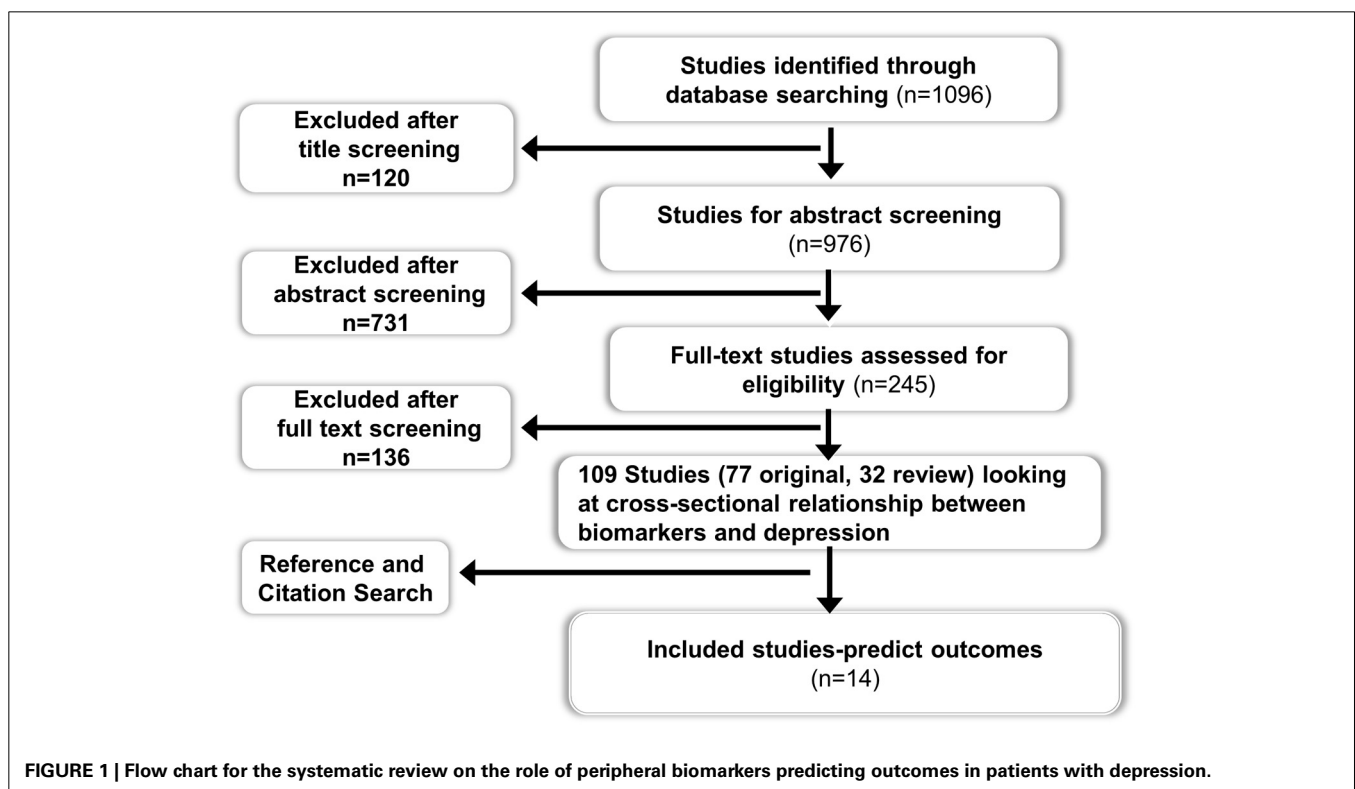 Studies identified through
database searching (n=1096)
Excluded after
title screening
n=120
Studies for abstract screening
(n=976)
Excluded after
abstract screening
n=731
Full-text studies assessed for
eligibility (n=245)
Excluded after
full text screening
n=136
109 Studies (77 original, 32 review) looking
at cross-sectional relationship between
biomarkers and depression
Reference and
Citation Search
Included studies-predict outcomes
(n=14)
FIGURE 1 | Flow chart for the systematic review on the role of peripheral biomarkers predicting outcomes in patients with depression.